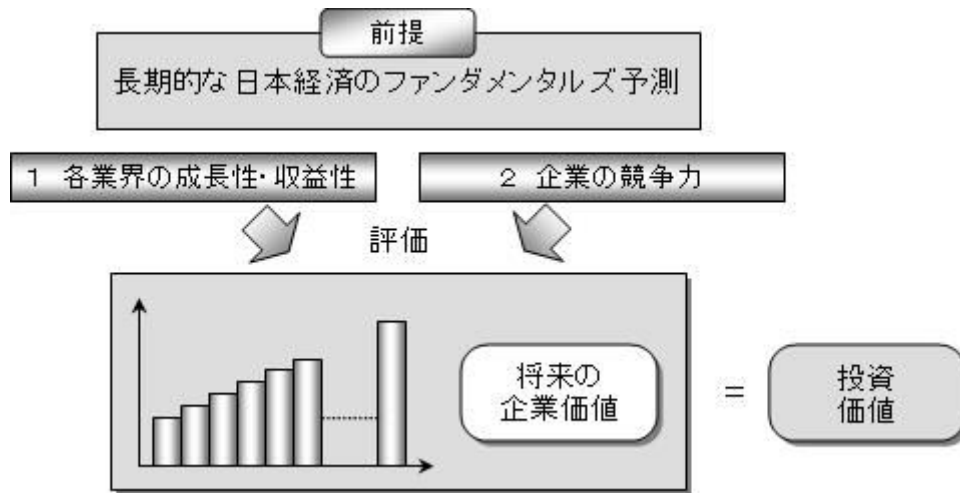 前提
長期的な日本経済のファンダメンタルズ予測
1 各業界の成長性・収益性
2 企業の競争力
評価
将来の
企業価値
=
投資
価値